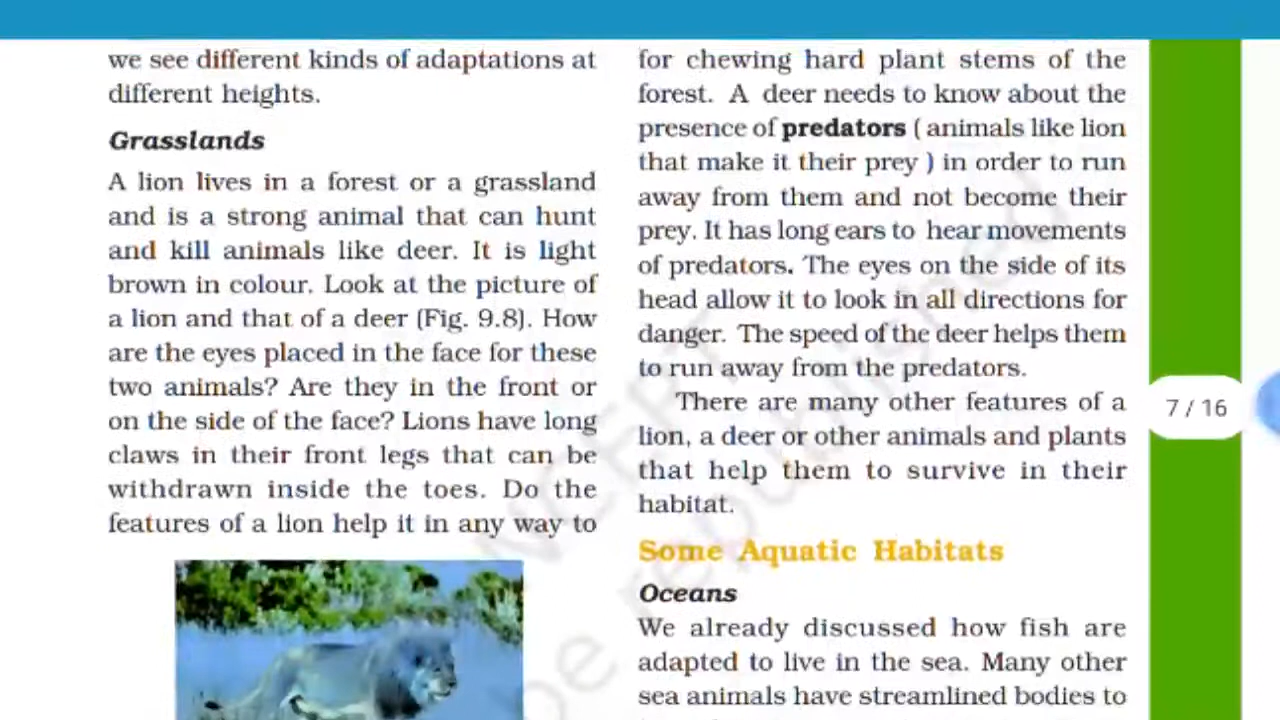 we see different kinds of adaptations at
different heights.
Grasslands
A lion lives in a forest or a grassland
and is a strong animal that can hunt
and kill animals like deer. It is light
brown in colour. Look at the picture of
a lion and that of a deer (Fig. 9.8). How
are the eyes placed in the face for these
two animals? Are they in the front or
on the side of the face? Lions have long
claws in their front legs that can be
withdrawn inside the toes. Do the
features of a lion help it in any way to
for chewing hard plant stems of the
forest. A deer needs to know about the
presence of predators ( animals like lion
that make it their prey ) in order to run
away from them and not become their
prey. It has long ears to hear movements
of predators. The eyes on the side of its
head allow it to look in all directions for
danger. The speed of the deer helps them
to run away from the predators.
There are many other features of a
lion, a deer or other animals and plants
that help them to survive in their
habitat.
Some Aquatic Habitats
Oceans
We already discussed how fish are
adapted to live in the sea. Many other
sea animals have streamlined bodies to
7 / 16